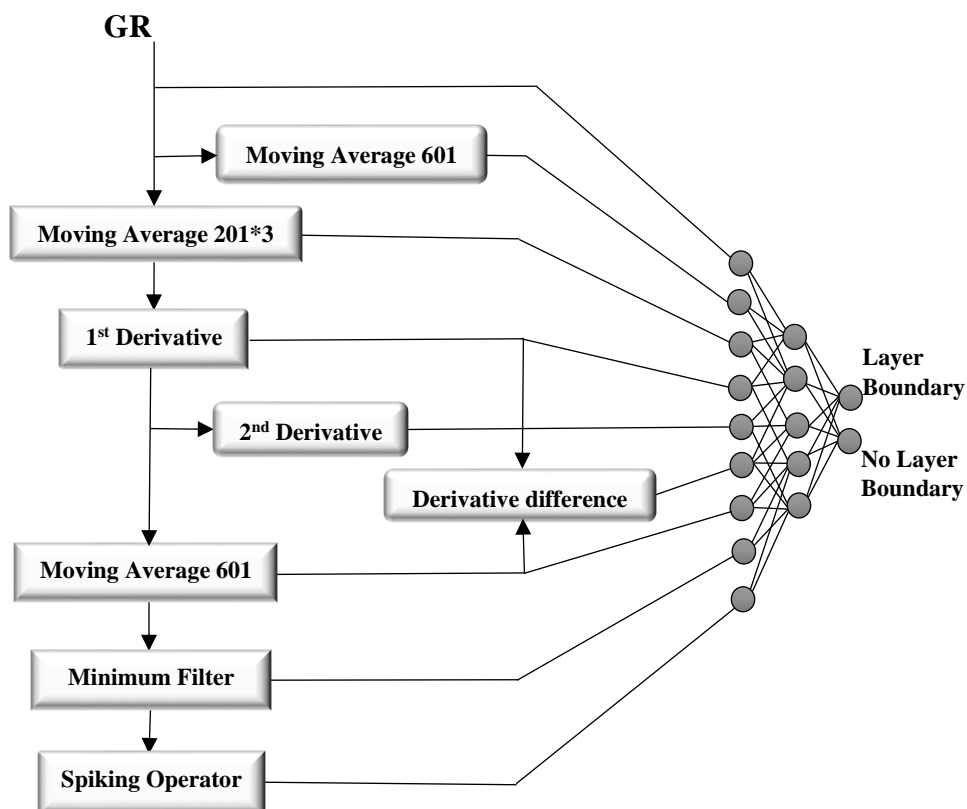 GR
Moving Average 601
Moving Average 201*3
1st Derivative
Layer
Boundary
2nd Derivative
No Layer
Boundary
Derivative difference
Moving Average 601
Minimum Filter
Spiking Operator